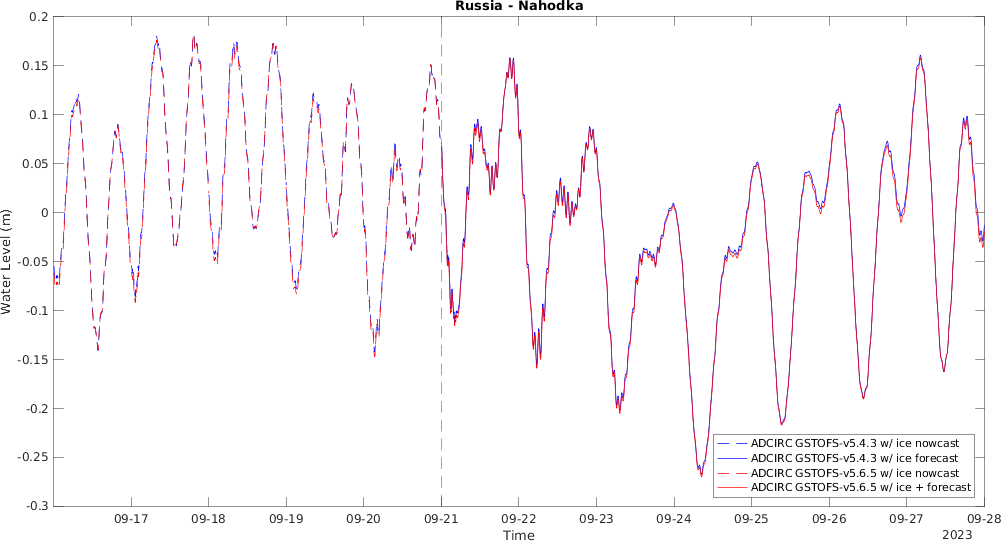 Russia - Nahodka
0.2
0.15
0.1
0.05
0
-0.05
-0.1
-0.15
-0.2
-0.25
-0.3
Water Level (m)
ADCIRC GSTOFS-v5.4.3 w/ ice nowcast
ADCIRC GSTOFS-v5.4.3 w/ ice forecast
ADCIRC GSTOFS-v5.6.5 w/ ice nowcast
ADCIRC GSTOFS-v5.6.5 w/ ice + forecast
09-17 09-18 09-19 09-20 09-21 09-22 09-23 09-24 09-25 09-26 09-27 09-28
Time
2023